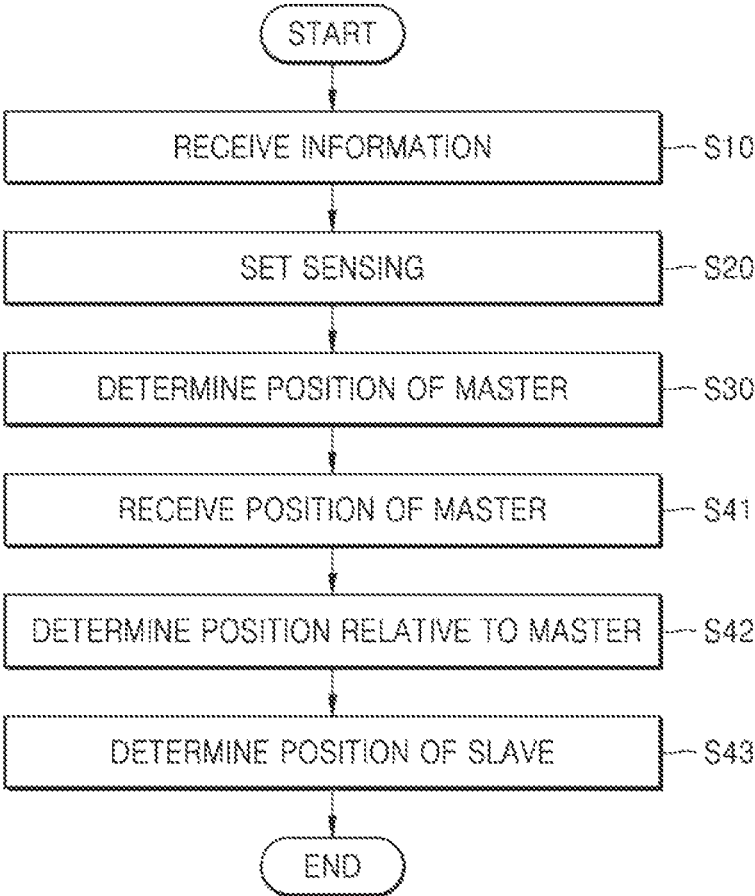 START
RECEIVE INFORMATION S10
SET SENSING S20
DETERMINE POSITION OF MASTER S30
RECEIVE POSITION OF MASTER S41
DETERMINE POSITION RELATIVE TO MASTER S42
DETERMINE POSITION OF SLAVE S43
END